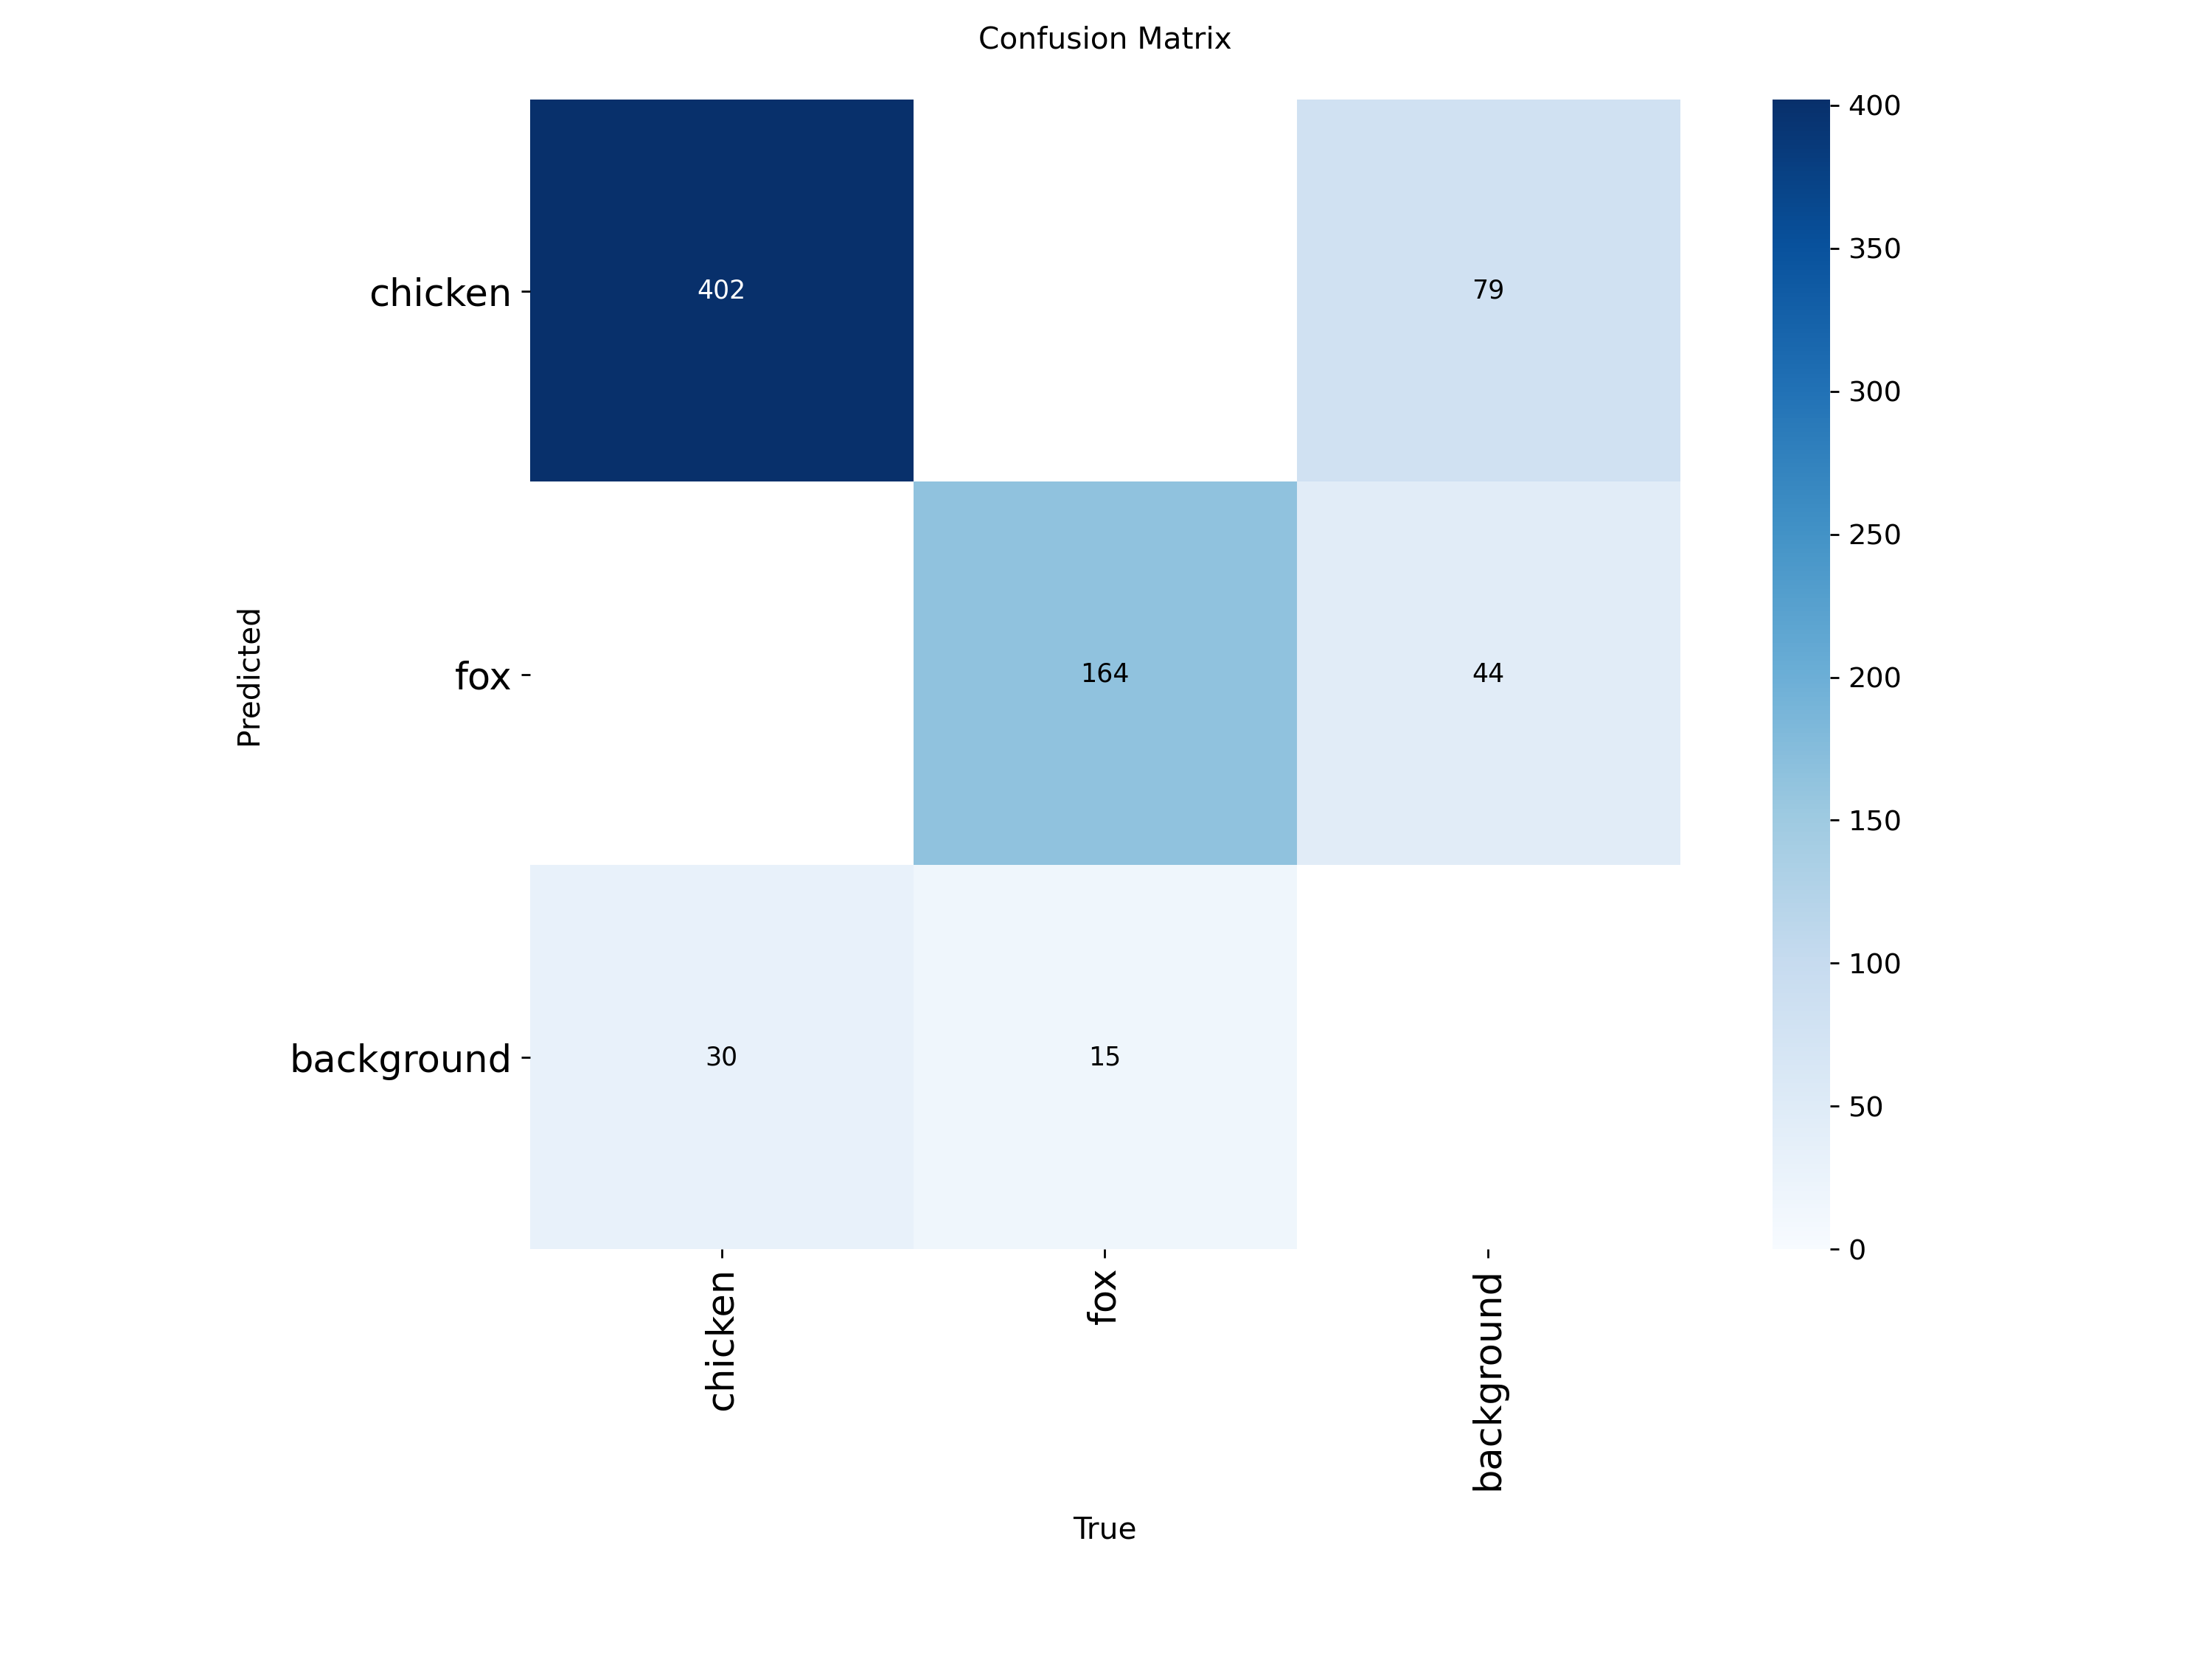 Confusion Matrix
chicken
402
79
fox
164
44
background
30
15
Predicted
chicken
fox
background
True
400
350
300
250
200
150
100
50
0